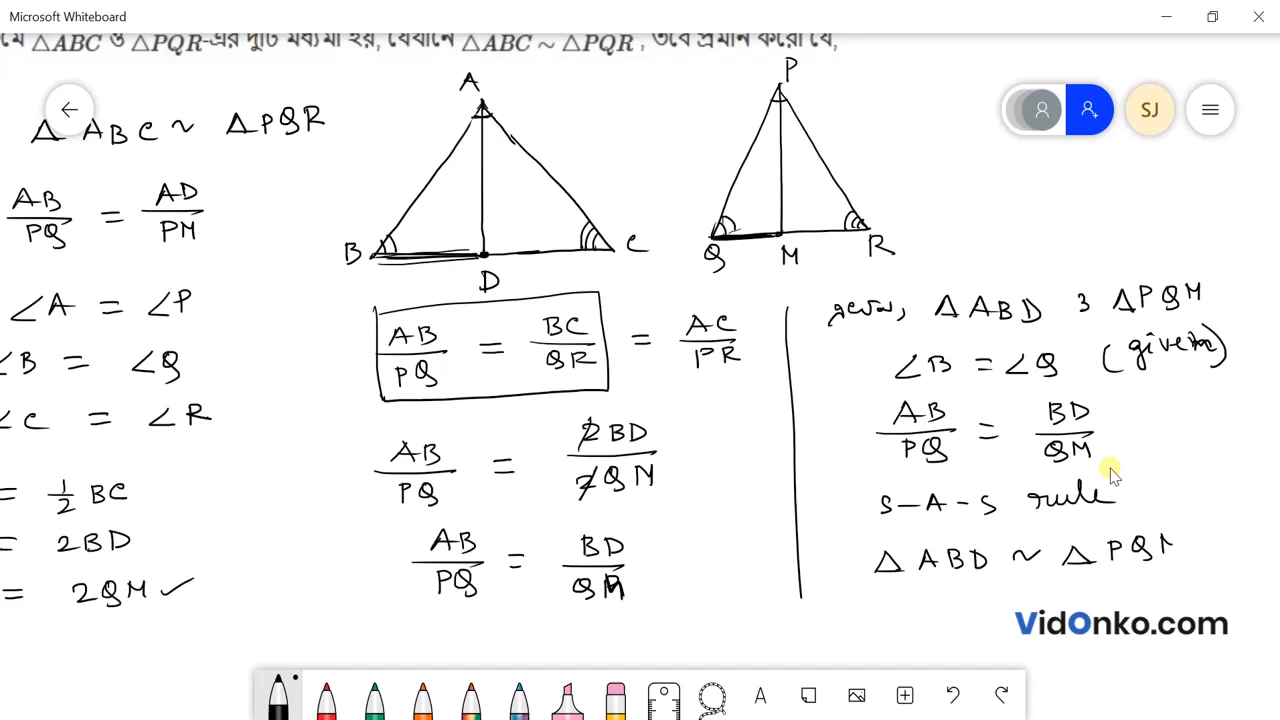 Microsoft Whiteboard
△ABC ও △PQR-এর দুটি মধ্যমা হয়, যেখানে △ABC ~ △PQR, তবে প্রমান করো যে,
△ABC ~ △PQR
AB/PQ = AD/PM
∠A = ∠P
∠B = ∠Q
∠C = ∠R
= 1/2 BC
= 2BD
= 2QM ✓
A
B
D
C
P
Q
M
R
AB/PQ = BC/QR = AC/PR
AB/PQ = 2BD/2QM
AB/PQ = BD/QM
△ABD ও △PQM
∠B = ∠Q (given)
AB/PQ = BD/QM
S-A-S rule
△ABD ~ △PQM
SJ
VidOnko.com
A